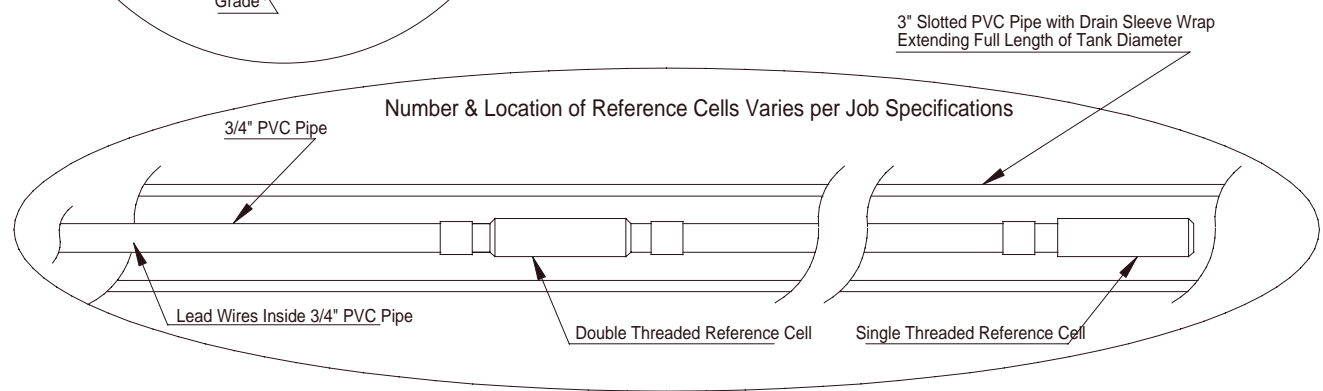 Grade
3" Slotted PVC Pipe with Drain Sleeve Wrap
Extending Full Length of Tank Diameter
Number & Location of Reference Cells Varies per Job Specifications
3/4" PVC Pipe
Lead Wires Inside 3/4" PVC Pipe
Double Threaded Reference Cell
Single Threaded Reference Cell